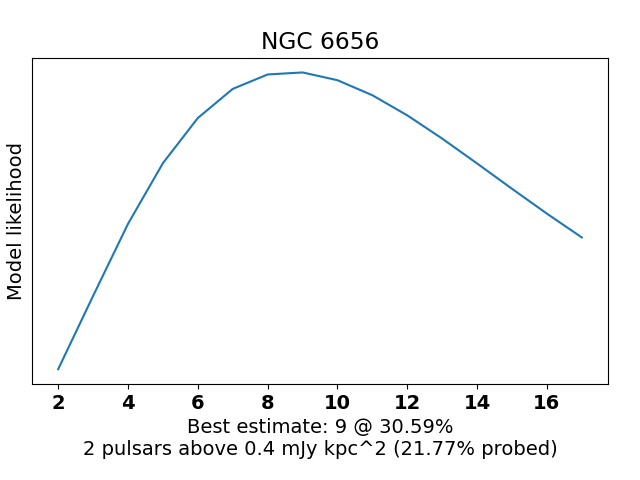 NGC 6656
Model likelihood
2 4 6 8 10 12 14 16
Best estimate: 9 @ 30.59%
2 pulsars above 0.4 mJy kpc^2 (21.77% probed)